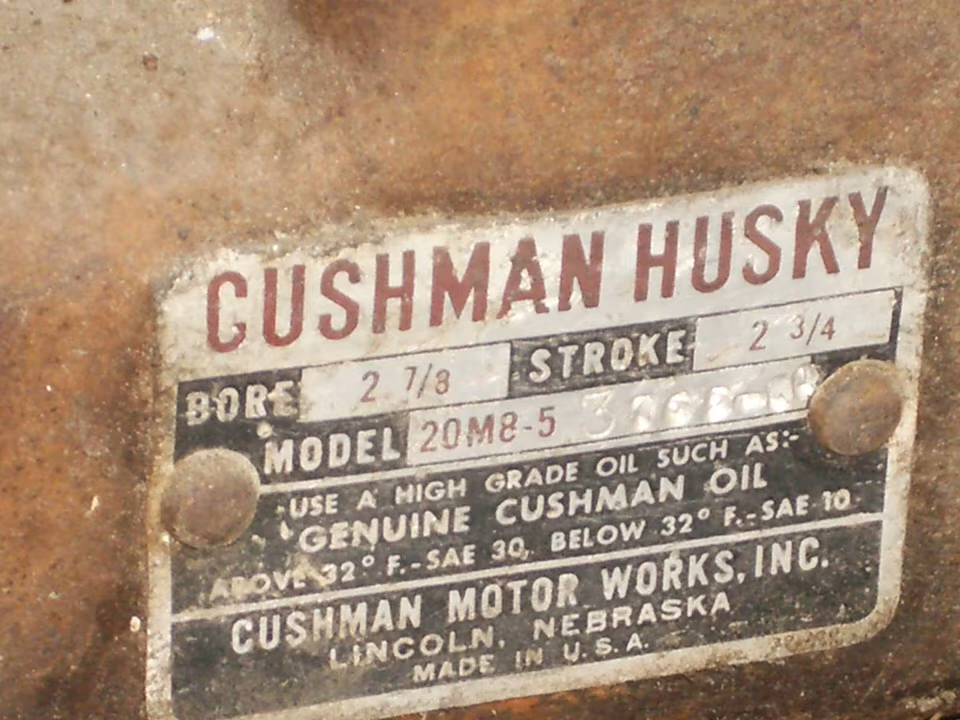 CUSHMAN HUSKY
BORE 2 7/8 STROKE 2 3/4
MODEL 20M8-5
USE A HIGH GRADE OIL SUCH AS:-
GENUINE CUSHMAN OIL
ABOVE 32° F.-SAE 30, BELOW 32° F.-SAE 10
CUSHMAN MOTOR WORKS, INC.
LINCOLN, NEBRASKA
MADE IN U.S.A.